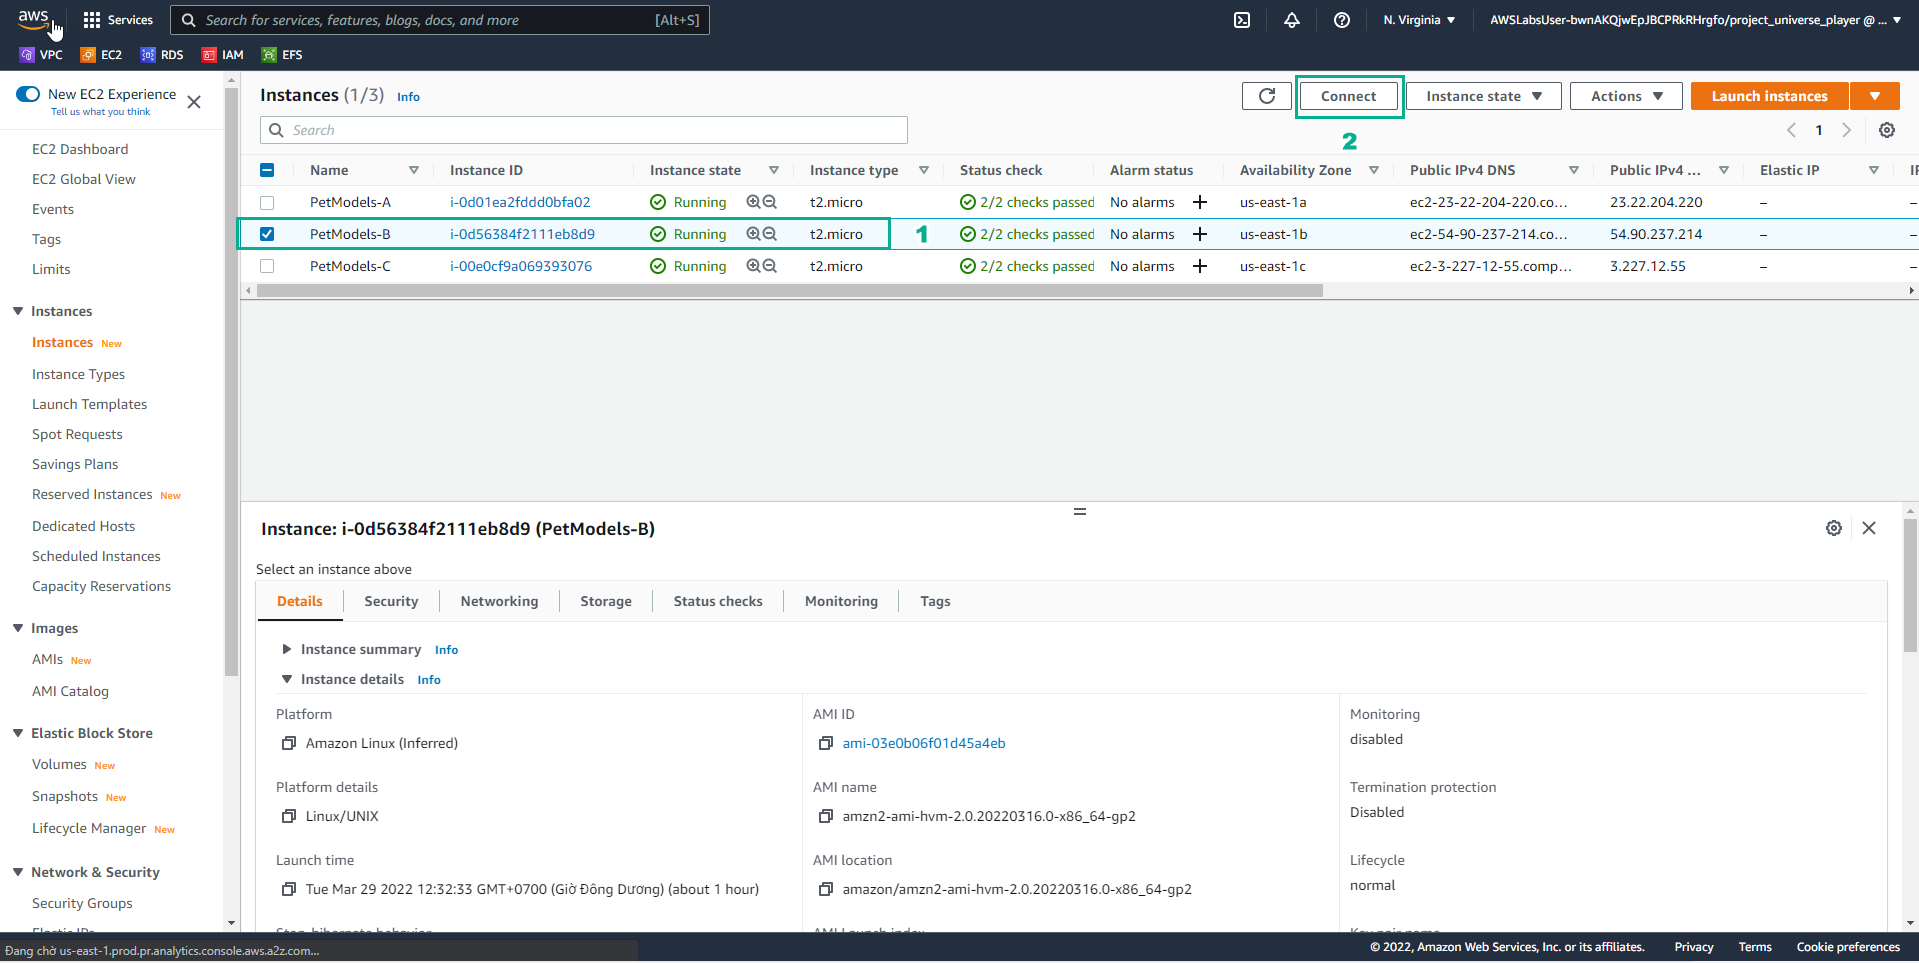 aws
Services
Search for services, features, blogs, docs, and more [Alt+S]
N. Virginia
AWSLabsUser-bwnAKQjwEpJBCPRkRHrgfo/project_universe_player @ ...
VPC EC2 RDS IAM EFS
New EC2 Experience
Tell us what you think
EC2 Dashboard
EC2 Global View
Events
Tags
Limits
Instances
Instances New
Instance Types
Launch Templates
Spot Requests
Savings Plans
Reserved Instances New
Dedicated Hosts
Scheduled Instances
Capacity Reservations
Images
AMIs New
AMI Catalog
Elastic Block Store
Volumes New
Snapshots New
Lifecycle Manager New
Network & Security
Security Groups
Elastic IPs
Instances (1/3) Info
Connect
Instance state
Actions
Launch instances
Search
2
1
Name Instance ID Instance state Instance type Status check Alarm status Availability Zone Public IPv4 DNS Public IPv4 ... Elastic IP IP
PetModels-A i-0d01ea2fddd0bfa02 Running t2.micro 2/2 checks passed No alarms + us-east-1a ec2-23-22-204-220.co... 23.22.204.220 – –
PetModels-B i-0d56384f2111eb8d9 Running t2.micro 1 2/2 checks passed No alarms + us-east-1b ec2-54-90-237-214.co... 54.90.237.214 – –
PetModels-C i-00e0cf9a069393076 Running t2.micro 2/2 checks passed No alarms + us-east-1c ec2-3-227-12-55.comp... 3.227.12.55 – –
Instance: i-0d56384f2111eb8d9 (PetModels-B)
Select an instance above
Details Security Networking Storage Status checks Monitoring Tags
Instance summary Info
Instance details Info
Platform
Amazon Linux (Inferred)
AMI ID
ami-03e0b06f01d45a4eb
Monitoring
disabled
Platform details
Linux/UNIX
AMI name
amzn2-ami-hvm-2.0.20220316.0-x86_64-gp2
Termination protection
Disabled
Launch time
Tue Mar 29 2022 12:32:33 GMT+0700 (Giờ Đông Dương) (about 1 hour)
AMI location
amazon/amzn2-ami-hvm-2.0.20220316.0-x86_64-gp2
Lifecycle
normal
Stop-hibernate behavior
AMI Launch index
Key pair name
Đang chờ us-east-1.prod.pr.analytics.console.aws.a2z.com...
© 2022, Amazon Web Services, Inc. or its affiliates. Privacy Terms Cookie preferences